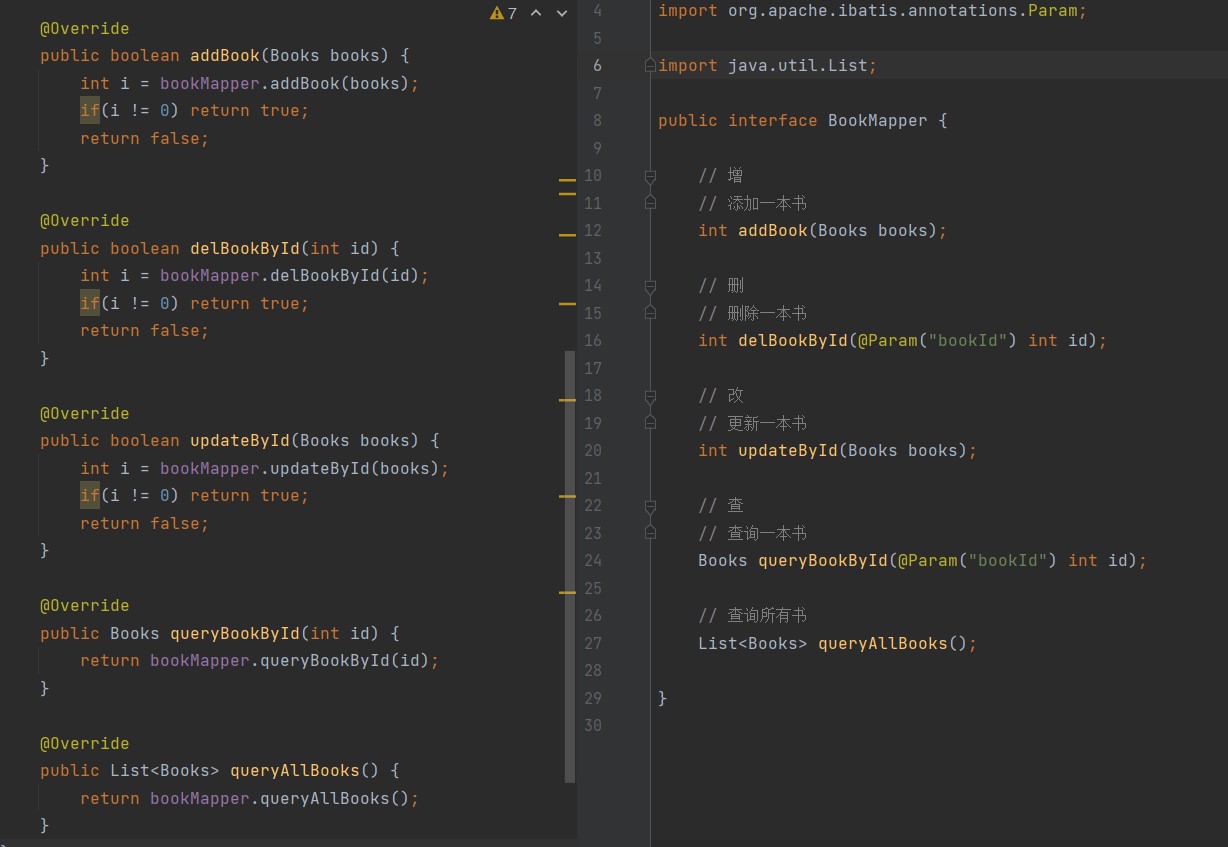 7
@Override
public boolean addBook(Books books) {
int i = bookMapper.addBook(books);
if(i != 0) return true;
return false;
}
@Override
public boolean delBookById(int id) {
int i = bookMapper.delBookById(id);
if(i != 0) return true;
return false;
}
@Override
public boolean updateById(Books books) {
int i = bookMapper.updateById(books);
if(i != 0) return true;
return false;
}
@Override
public Books queryBookById(int id) {
return bookMapper.queryBookById(id);
}
@Override
public List<Books> queryAllBooks() {
return bookMapper.queryAllBooks();
}
4 import org.apache.ibatis.annotations.Param;
5
6 import java.util.List;
7
8 public interface BookMapper {
9
10 // 增
11 // 添加一本书
12 int addBook(Books books);
13
14 // 删
15 // 删除一本书
16 int delBookById(@Param("bookId") int id);
17
18 // 改
19 // 更新一本书
20 int updateById(Books books);
21
22 // 查
23 // 查询一本书
24 Books queryBookById(@Param("bookId") int id);
25
26 // 查询所有书
27 List<Books> queryAllBooks();
28
29 }
30